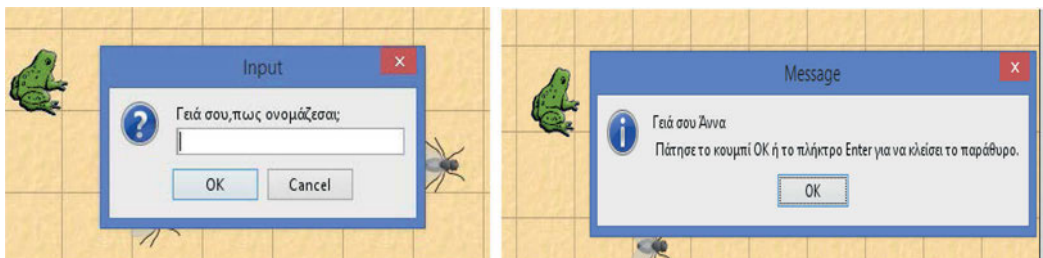 Input
x
Γειά σου,πως ονομάζεσαι;
OK
Cancel
Message
x
Γειά σου Άννα
Πάτησε το κουμπί OK ή το πλήκτρο Enter για να κλείσει το παράθυρο.
OK